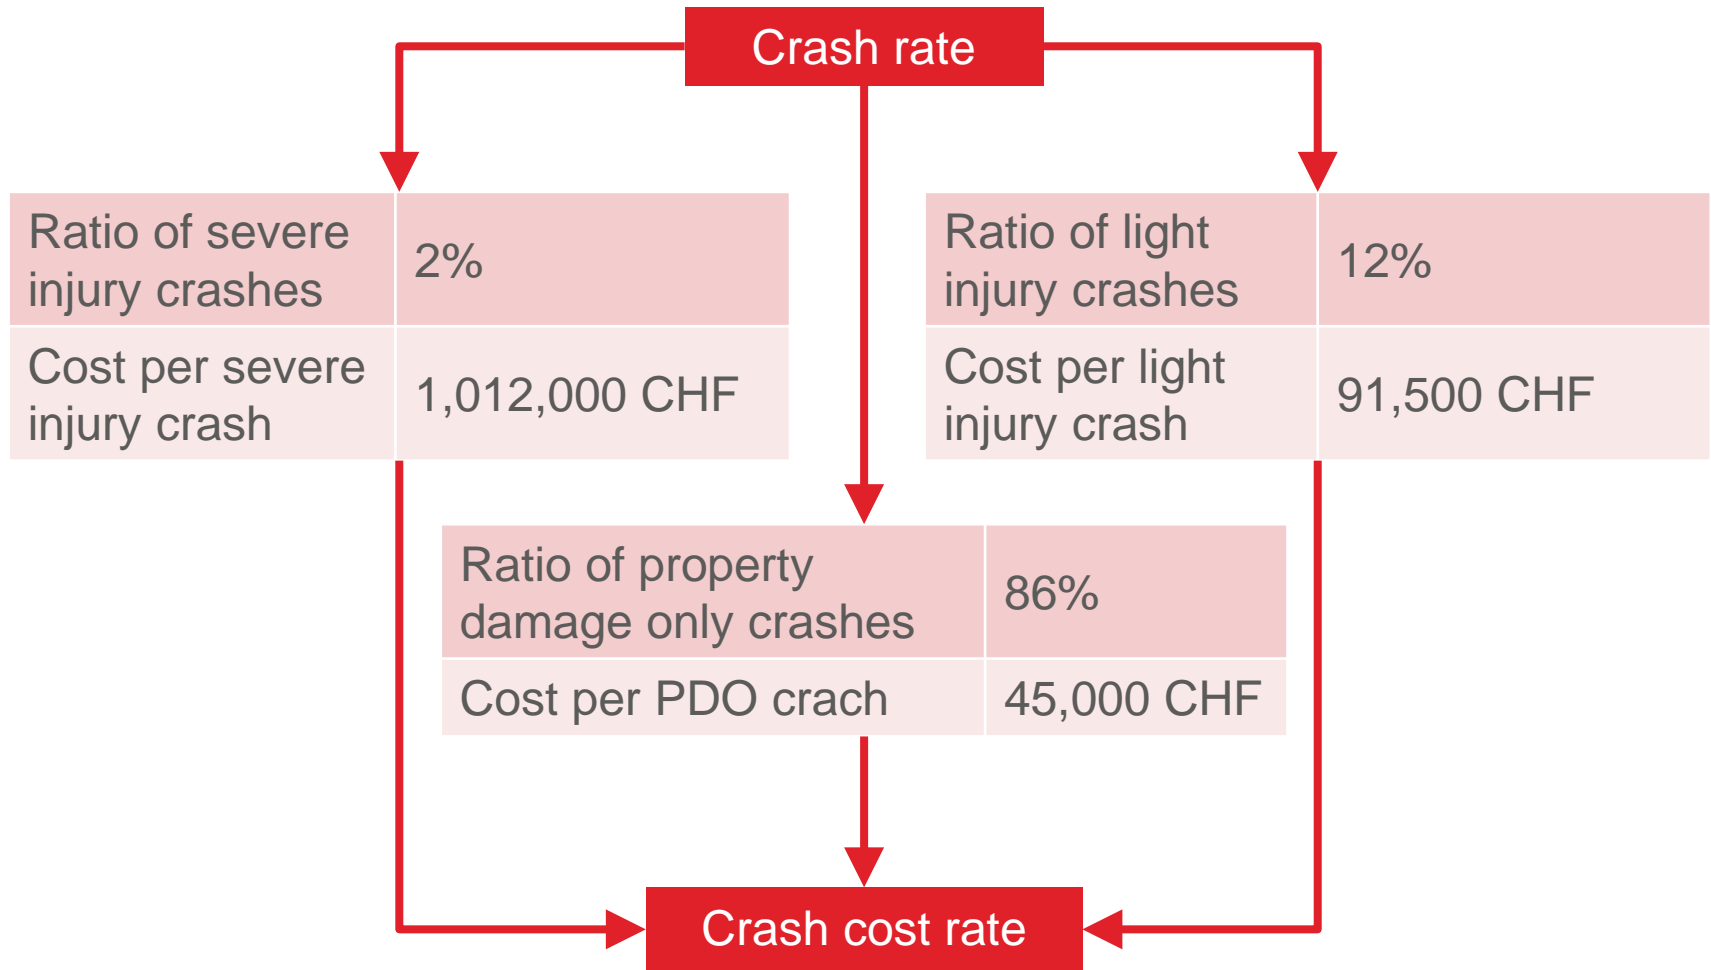 Crash rate
Ratio of severe
injury crashes
2%
Cost per severe
injury crash
1,012,000 CHF
Ratio of light
injury crashes
12%
Cost per light
injury crash
91,500 CHF
Ratio of property
damage only crashes
86%
Cost per PDO crach
45,000 CHF
Crash cost rate